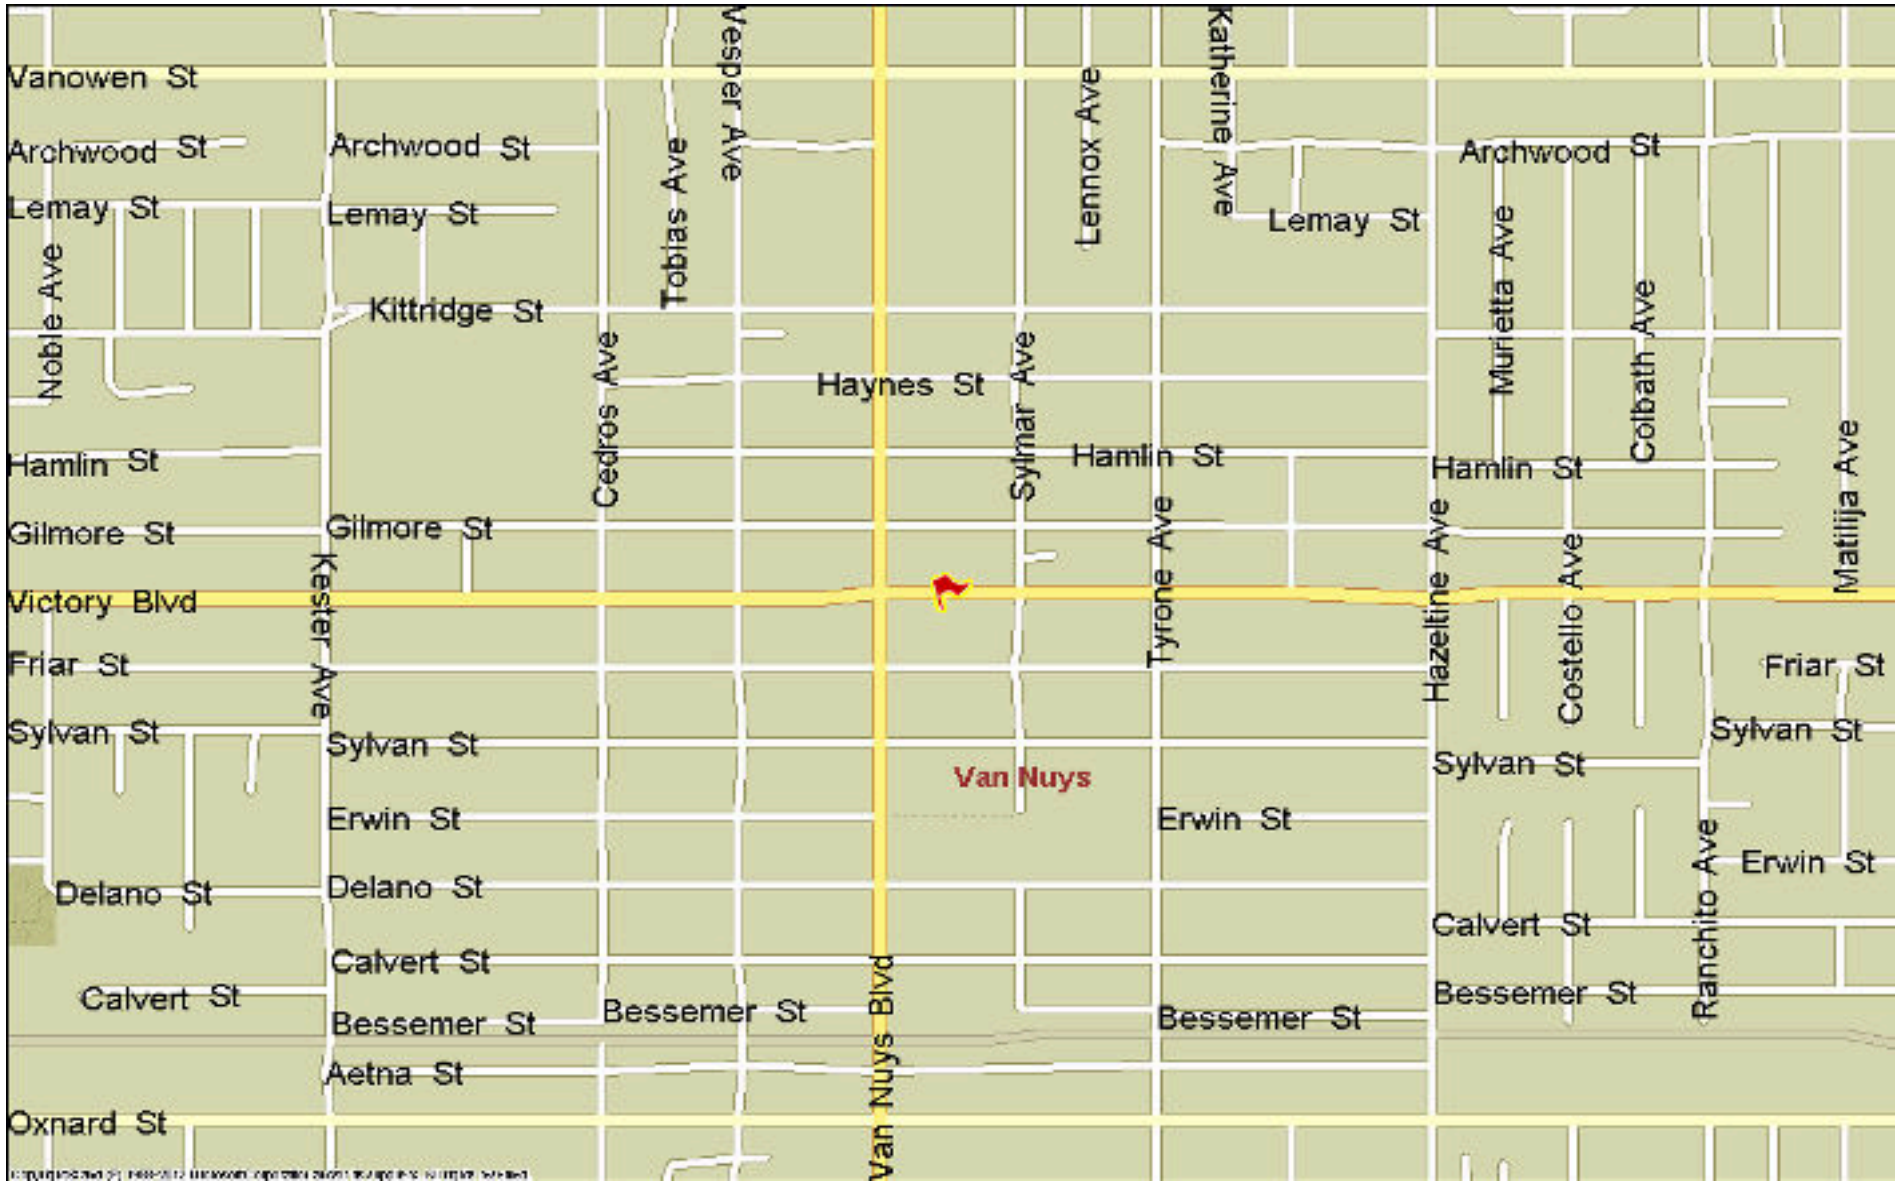 Vanowen St
Vesper Ave
Katherine Ave
Lennox Ave
Archwood St
Archwood St
Archwood St
Tobias Ave
Lemay St
Lemay St
Lemay St
Noble Ave
Murietta Ave
Kittridge St
Colbath Ave
Cedros Ave
Haynes St
Sylmar Ave
Hamlin St
Hamlin St
Hamlin St
Matilija Ave
Gilmore St
Gilmore St
Tyrone Ave
Hazeltine Ave
Costello Ave
Kester Ave
Victory Blvd
Friar St
Friar St
Sylvan St
Sylvan St
Sylvan St
Sylvan St
Van Nuys
Erwin St
Erwin St
Erwin St
Ranchito Ave
Delano St
Delano St
Calvert St
Calvert St
Calvert St
Van Nuys Blvd
Bessemer St
Bessemer St
Bessemer St
Bessemer St
Aetna St
Oxnard St